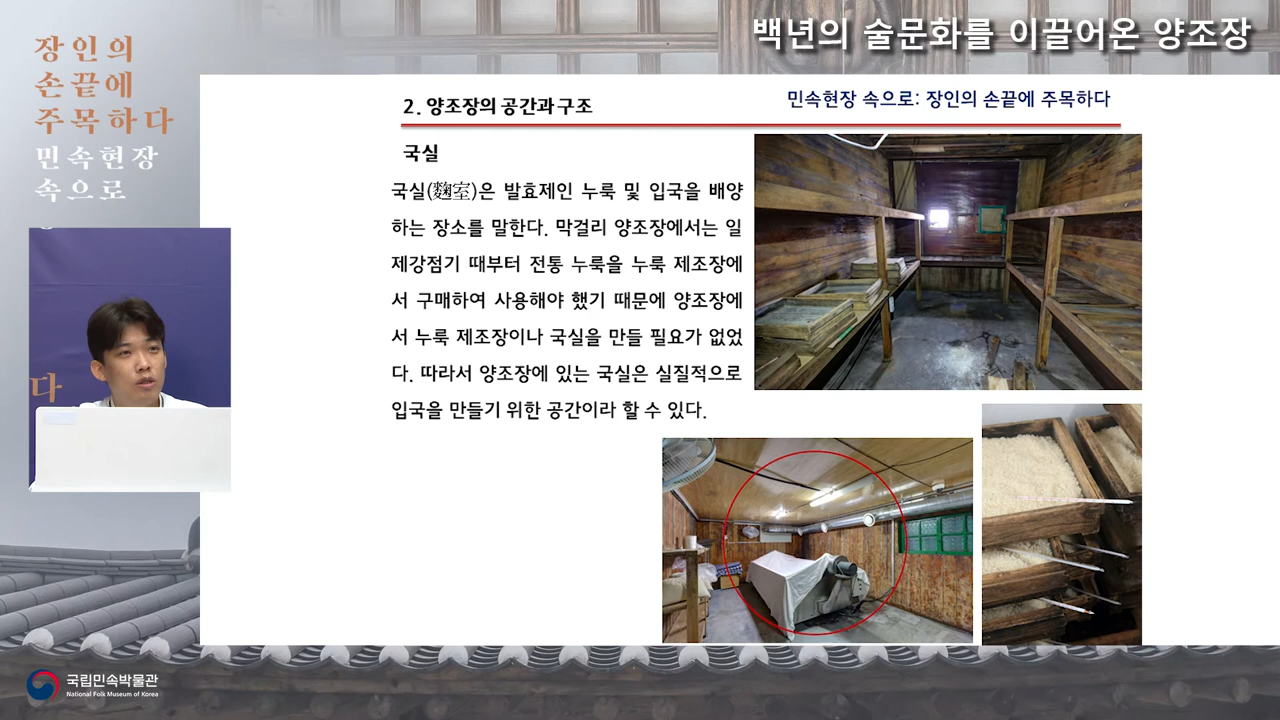 백년의 술문화를 이끌어온 양조장
장인의
손끝에
주목하다
민속현장
속으로
다
2. 양조장의 공간과 구조
민속현장 속으로: 장인의 손끝에 주목하다
국실
국실(麴室)은 발효제인 누룩 및 입국을 배양
하는 장소를 말한다. 막걸리 양조장에서는 일
제강점기 때부터 전통 누룩을 누룩 제조장에
서 구매하여 사용해야 했기 때문에 양조장에
서 누룩 제조장이나 국실을 만들 필요가 없었
다. 따라서 양조장에 있는 국실은 실질적으로
입국을 만들기 위한 공간이라 할 수 있다.
국립민속박물관
National Folk Museum of Korea